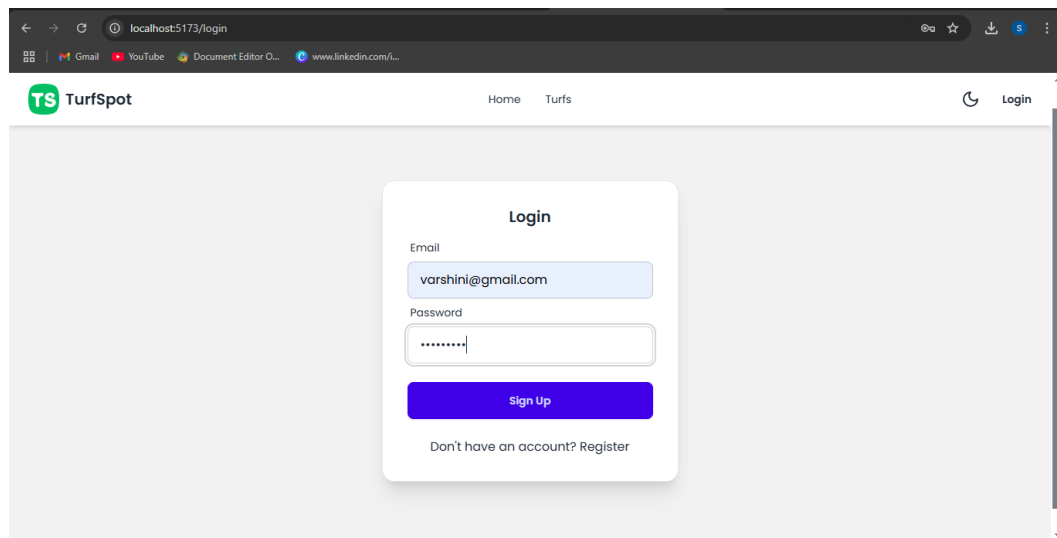 localhost:5173/login
S
Gmail YouTube Document Editor O... www.linkedin.com/i...
TS TurfSpot Home Turfs Login
Login
Email
varshini@gmail.com
Password
•••••••••
Sign Up
Don't have an account? Register